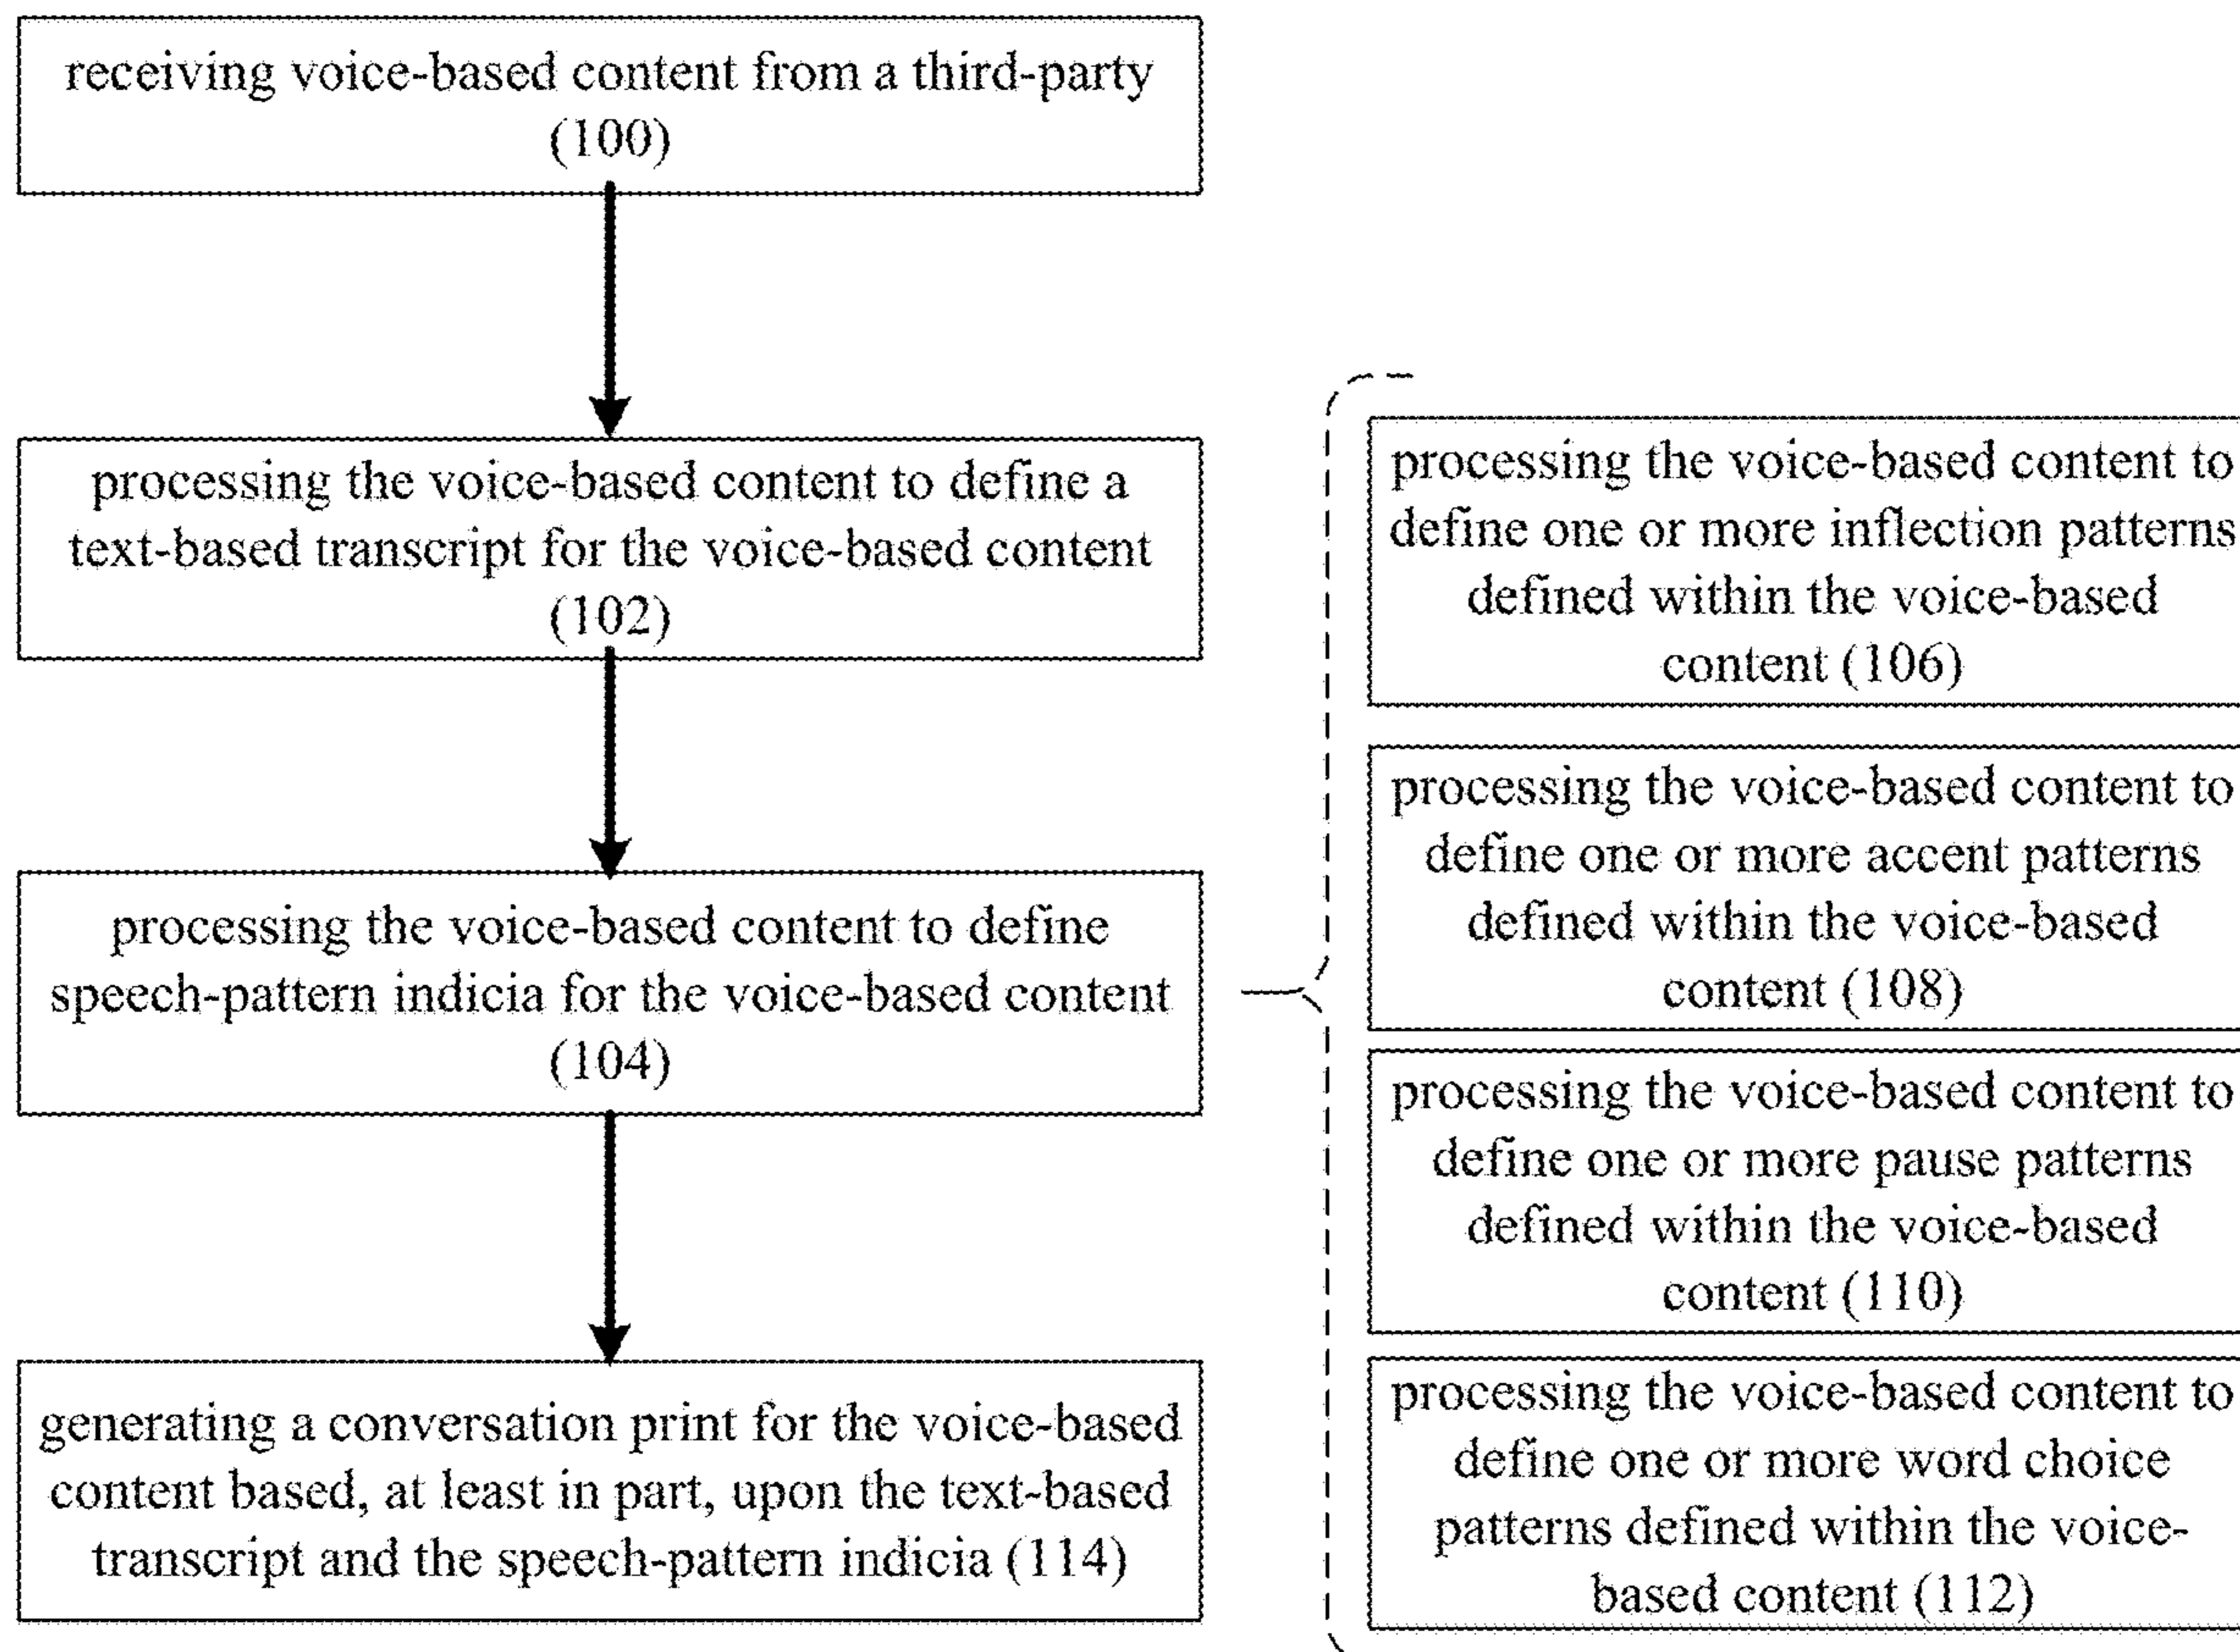 receiving voice-based content from a third-party
(100)
processing the voice-based content to define a
text-based transcript for the voice-based content
(102)
processing the voice-based content to define
speech-pattern indicia for the voice-based content
(104)
generating a conversation print for the voice-based
content based, at least in part, upon the text-based
transcript and the speech-pattern indicia (114)
processing the voice-based content to
define one or more inflection patterns
defined within the voice-based
content (106)
processing the voice-based content to
define one or more accent patterns
defined within the voice-based
content (108)
processing the voice-based content to
define one or more pause patterns
defined within the voice-based
content (110)
processing the voice-based content to
define one or more word choice
patterns defined within the voice-
based content (112)